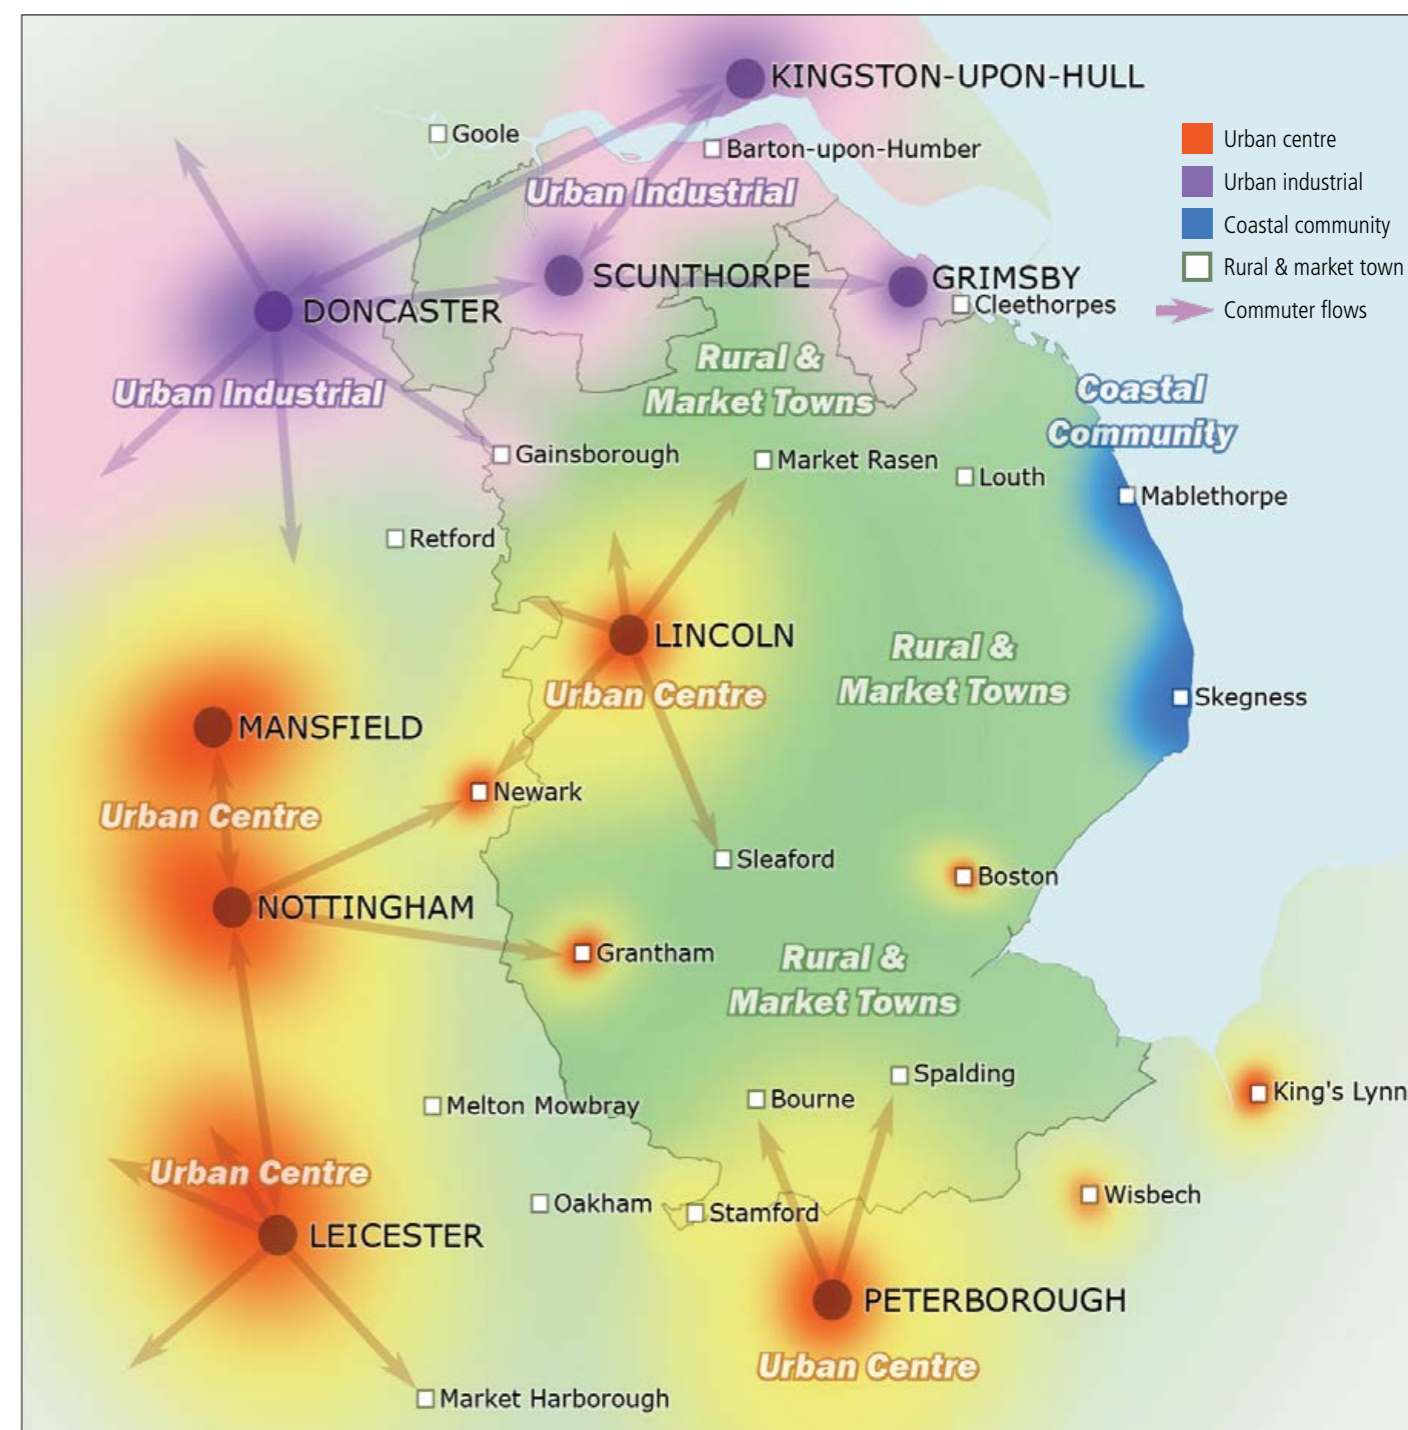 KINGSTON-UPON-HULL
Goole
Barton-upon-Humber
Urban centre
Urban industrial
Coastal community
Rural & market town
Commuter flows
Urban Industrial
SCUNTHORPE
GRIMSBY
Cleethorpes
DONCASTER
Urban Industrial
Rural &
Market Towns
Coastal
Community
Gainsborough
Market Rasen
Louth
Mablethorpe
Retford
LINCOLN
Urban Centre
Rural &
Market Towns
Skegness
MANSFIELD
Urban Centre
Newark
Sleaford
Boston
NOTTINGHAM
Grantham
Rural &
Market Towns
Spalding
Bourne
Melton Mowbray
King's Lynn
Urban Centre
Oakham
Stamford
Wisbech
LEICESTER
PETERBOROUGH
Urban Centre
Market Harborough